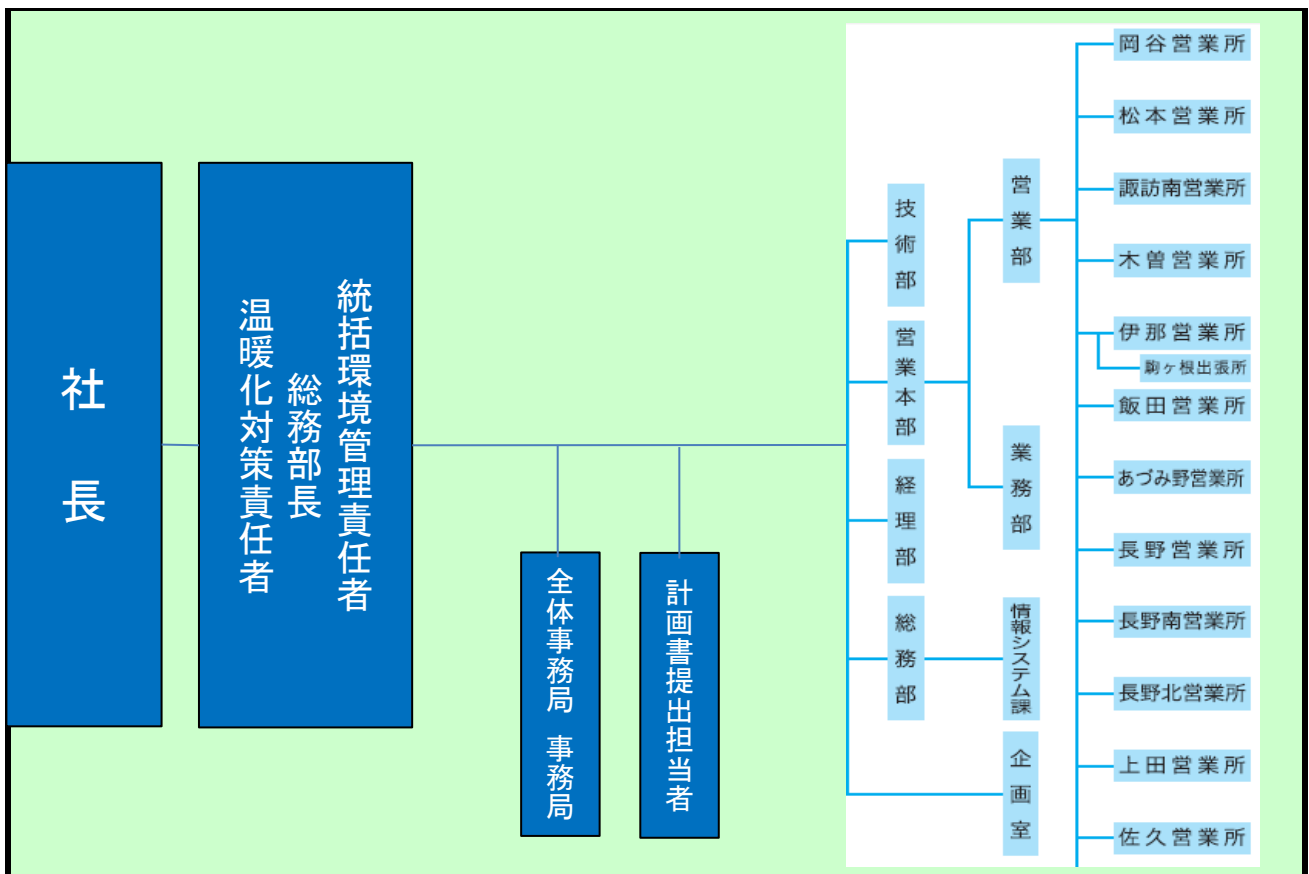 社長
統括環境管理責任者
総務部長
温暖化対策責任者
全体事務局 事務局
計画書提出担当者
技術部
営業本部
経理部
総務部
営業部
業務部
情報システム課
企画室
岡谷営業所
松本営業所
諏訪南営業所
木曽営業所
伊那営業所
駒ヶ根出張所
飯田営業所
あづみ野営業所
長野営業所
長野南営業所
長野北営業所
上田営業所
佐久営業所